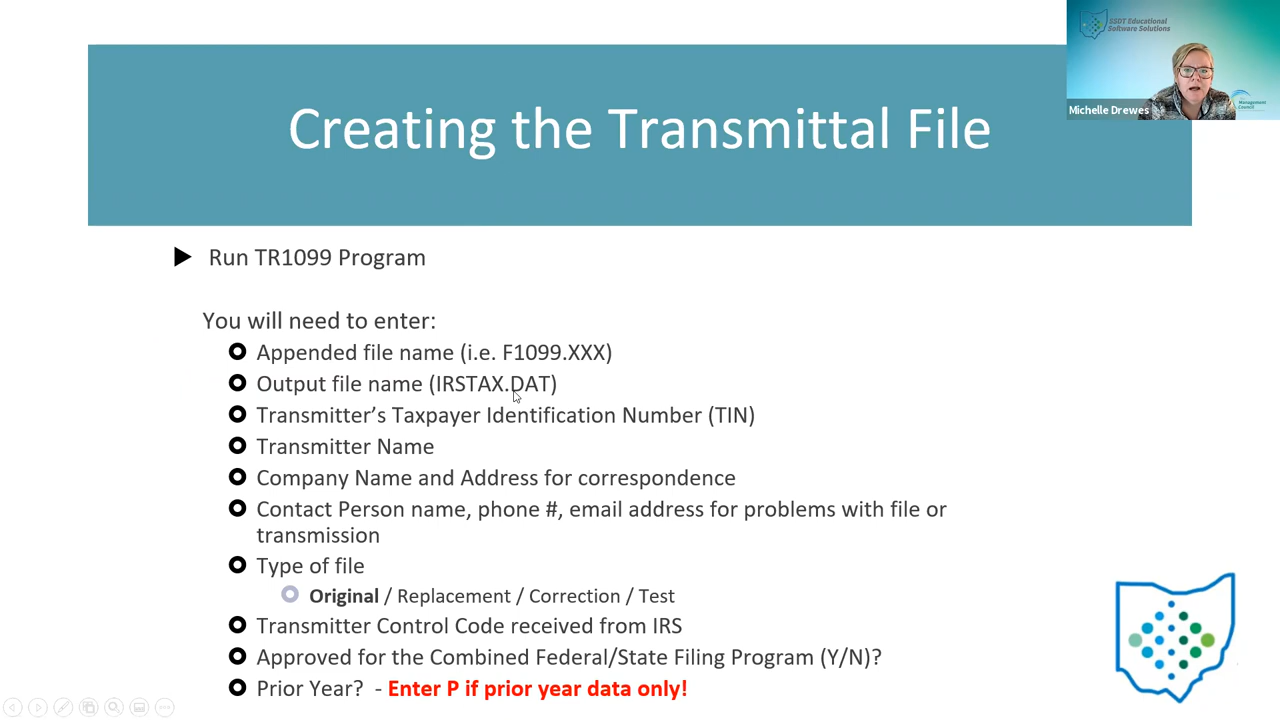 SSDT Educational
Software Solutions
Management
Council
Michelle Drewes
Creating the Transmittal File
Run TR1099 Program
You will need to enter:
Appended file name (i.e. F1099.XXX)
Output file name (IRSTAX.DAT)
Transmitter’s Taxpayer Identification Number (TIN)
Transmitter Name
Company Name and Address for correspondence
Contact Person name, phone #, email address for problems with file or
transmission
Type of file
Original / Replacement / Correction / Test
Transmitter Control Code received from IRS
Approved for the Combined Federal/State Filing Program (Y/N)?
Prior Year?  - Enter P if prior year data only!